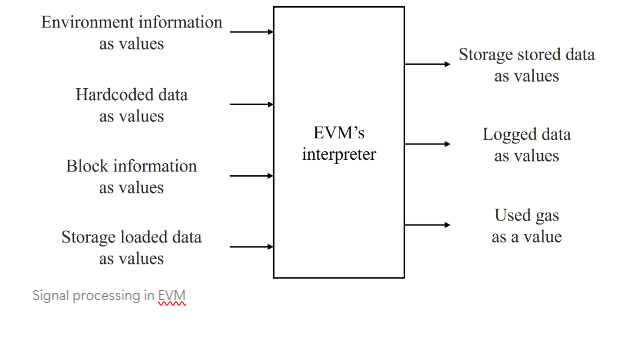 Environment information
as values
Hardcoded data
as values
Block information
as values
Storage loaded data
as values
EVM's
interpreter
Storage stored data
as values
Logged data
as values
Used gas
as a value
Signal processing in EVM